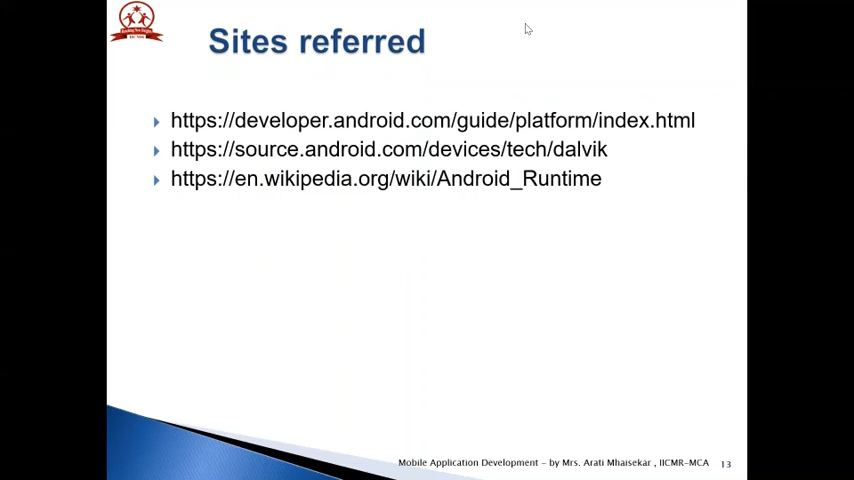 Sites referred
https://developer.android.com/guide/platform/index.html
https://source.android.com/devices/tech/dalvik
https://en.wikipedia.org/wiki/Android_Runtime
Mobile Application Development – by Mrs. Arati Mhaisekar , IICMR-MCA 13